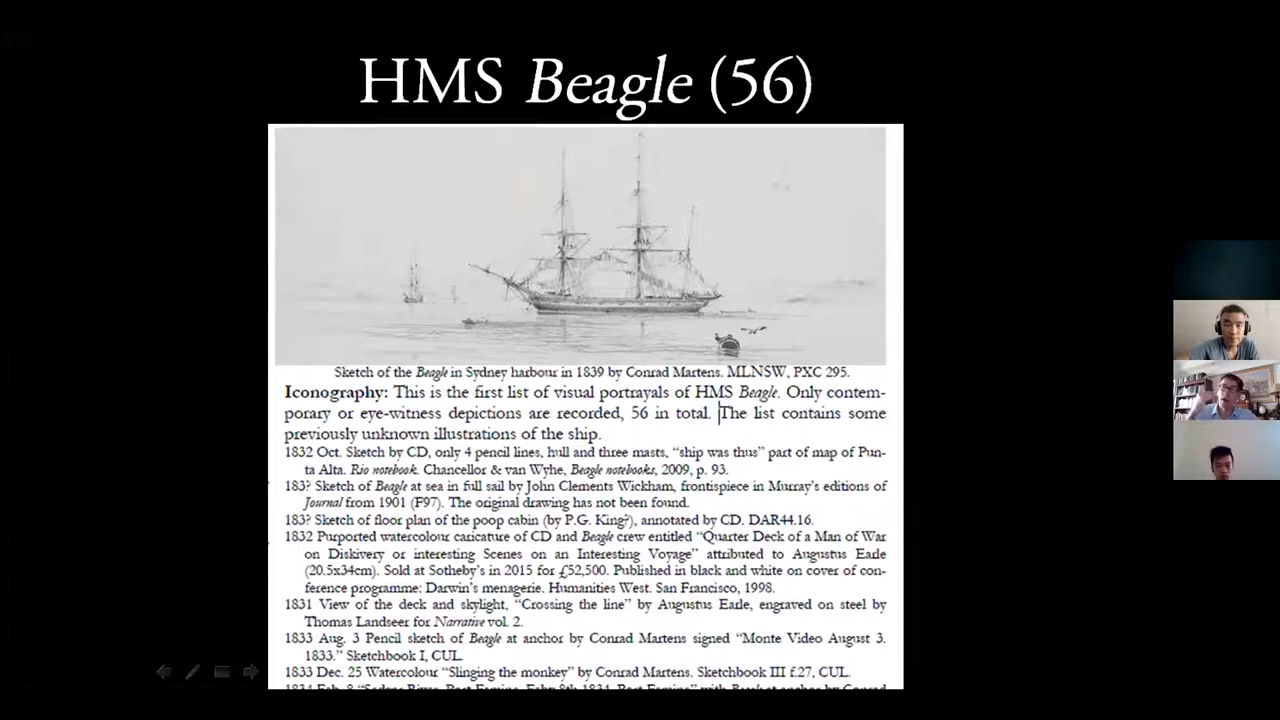 HMS Beagle (56)
Sketch of the Beagle in Sydney harbour in 1839 by Conrad Martens. MLNSW, PXC 295.
Iconography: This is the first list of visual portrayals of HMS Beagle. Only contem-
porary or eye-witness depictions are recorded, 56 in total. The list contains some
previously unknown illustrations of the ship.
1832 Oct. Sketch by CD, only 4 pencil lines, hull and three masts, “ship was thus” part of map of Pun-
ta Alta. Rio notebook. Chancellor & van Wyhe, Beagle notebooks, 2009, p. 93.
183? Sketch of Beagle at sea in full sail by John Clements Wickham, frontispiece in Murray’s editions of
Journal from 1901 (F97). The original drawing has not been found.
183? Sketch of floor plan of the poop cabin (by P.G. King?), annotated by CD. DAR44.16.
1832 Purported watercolour caricature of CD and Beagle crew entitled “Quarter Deck of a Man of War
on Diskivery or interesting Scenes on an Interesting Voyage” attributed to Augustus Earle
(20.5x34cm). Sold at Sotheby’s in 2015 for £52,500. Published in black and white on cover of con-
ference programme: Darwin’s menagerie. Humanities West. San Francisco, 1998.
1831 View of the deck and skylight, “Crossing the line” by Augustus Earle, engraved on steel by
Thomas Landseer for Narrative vol. 2.
1833 Aug. 3 Pencil sketch of Beagle at anchor by Conrad Martens signed “Monte Video August 3.
1833.” Sketchbook I, CUL.
1833 Dec. 25 Watercolour “Slinging the monkey” by Conrad Martens. Sketchbook III f.27, CUL.